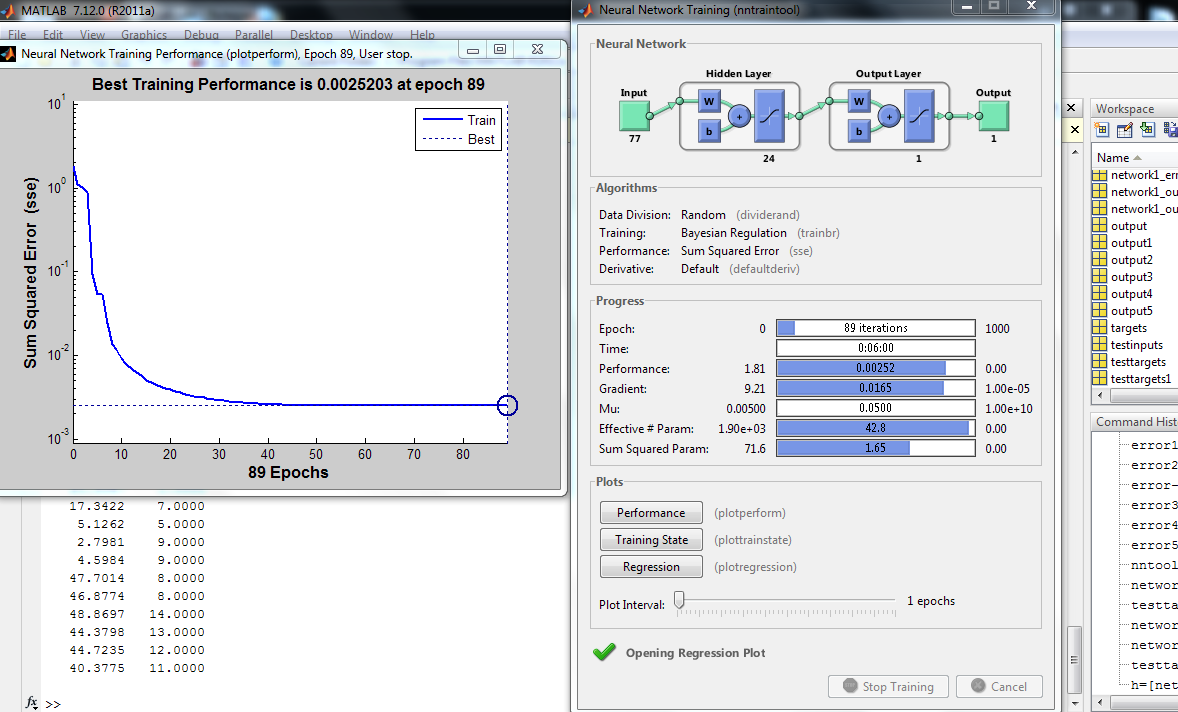 MATLAB 7.12.0 (R2011a)
File Edit View Graphics Debug Parallel Desktop Window Help
Neural Network Training Performance (plotperform), Epoch 89, User stop.
Best Training Performance is 0.0025203 at epoch 89
Train
Best
10^1
10^0
10^-1
10^-2
10^-3
Sum Squared Error (sse)
0 10 20 30 40 50 60 70 80
89 Epochs
17.3422 7.0000
5.1262 5.0000
2.7981 9.0000
4.5984 9.0000
47.7014 8.0000
46.8774 8.0000
48.8697 14.0000
44.3798 13.0000
44.7235 12.0000
40.3775 11.0000
fx >>
Neural Network Training (nntraintool)
Neural Network
Hidden Layer Output Layer
Input Output
W W
b + b +
77 24 1 1
Algorithms
Data Division: Random (dividerand)
Training: Bayesian Regulation (trainbr)
Performance: Sum Squared Error (sse)
Derivative: Default (defaultderiv)
Progress
Epoch: 0 89 iterations 1000
Time: 0:06:00
Performance: 1.81 0.00252 0.00
Gradient: 9.21 0.0165 1.00e-05
Mu: 0.00500 0.0500 1.00e+10
Effective # Param: 1.90e+03 42.8 0.00
Sum Squared Param: 71.6 1.65 0.00
Plots
Performance (plotperform)
Training State (plottrainstate)
Regression (plotregression)
Plot Interval: 1 epochs
Opening Regression Plot
Stop Training Cancel
Workspace
Name
network1_err
network1_ou
network1_ou
output
output1
output2
output3
output4
output5
targets
testinputs
testtargets
testtargets1
Command Hist
error1
error2
error-
error3
error4
error5
nntool
networ
testta
networ
networ
testta
h=[net